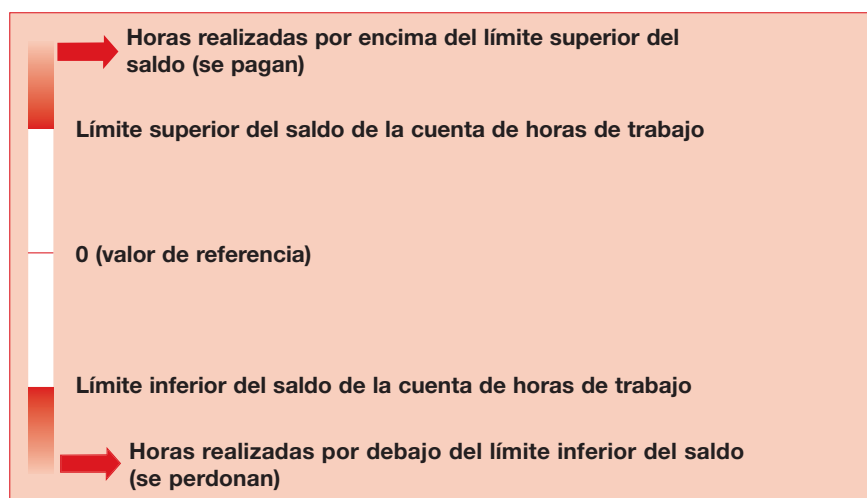 Horas realizadas por encima del límite superior del
saldo (se pagan)
Límite superior del saldo de la cuenta de horas de trabajo
0 (valor de referencia)
Límite inferior del saldo de la cuenta de horas de trabajo
Horas realizadas por debajo del límite inferior del saldo
(se perdonan)